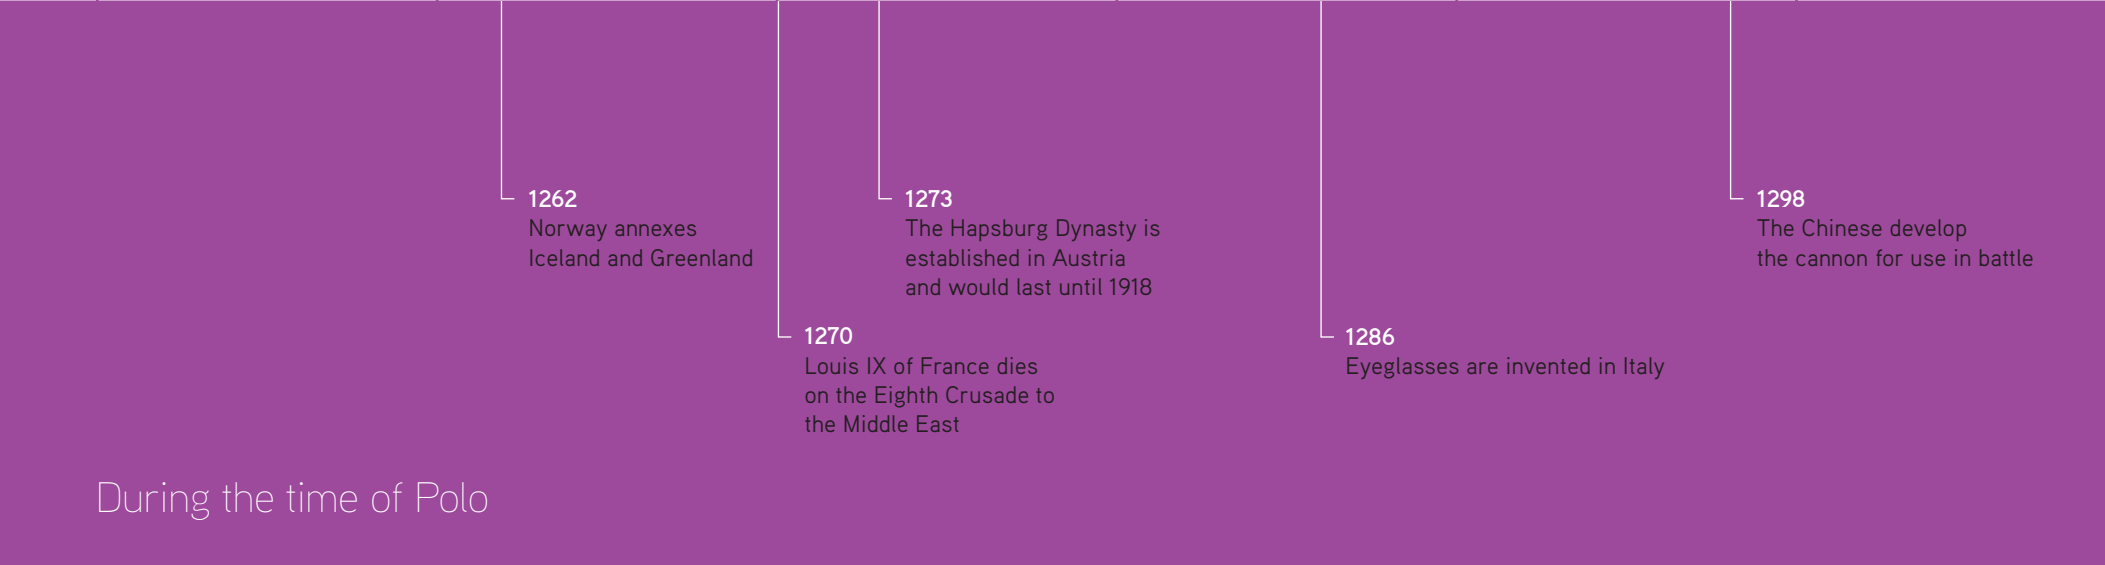 1262
Norway annexes
Iceland and Greenland
1270
Louis IX of France dies
on the Eighth Crusade to
the Middle East
1273
The Hapsburg Dynasty is
established in Austria
and would last until 1918
1286
Eyeglasses are invented in Italy
1298
The Chinese develop
the cannon for use in battle
During the time of Polo